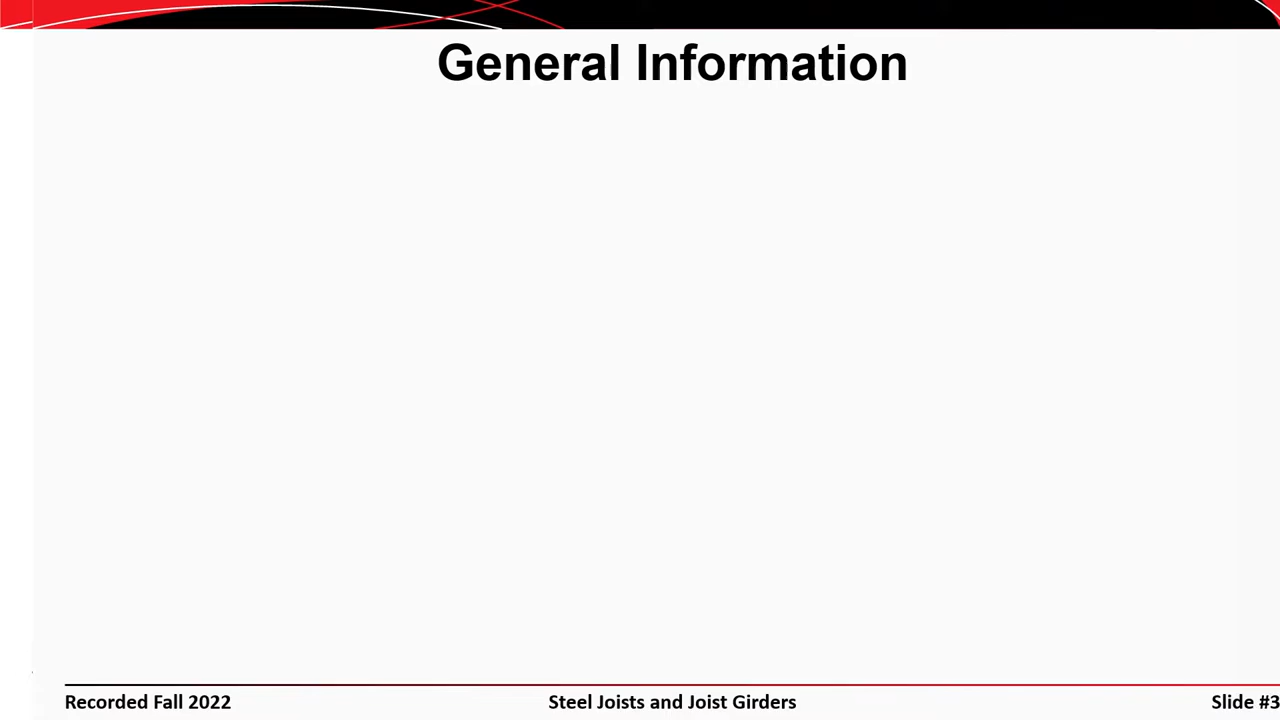 General Information
Recorded Fall 2022
Steel Joists and Joist Girders
Slide #3